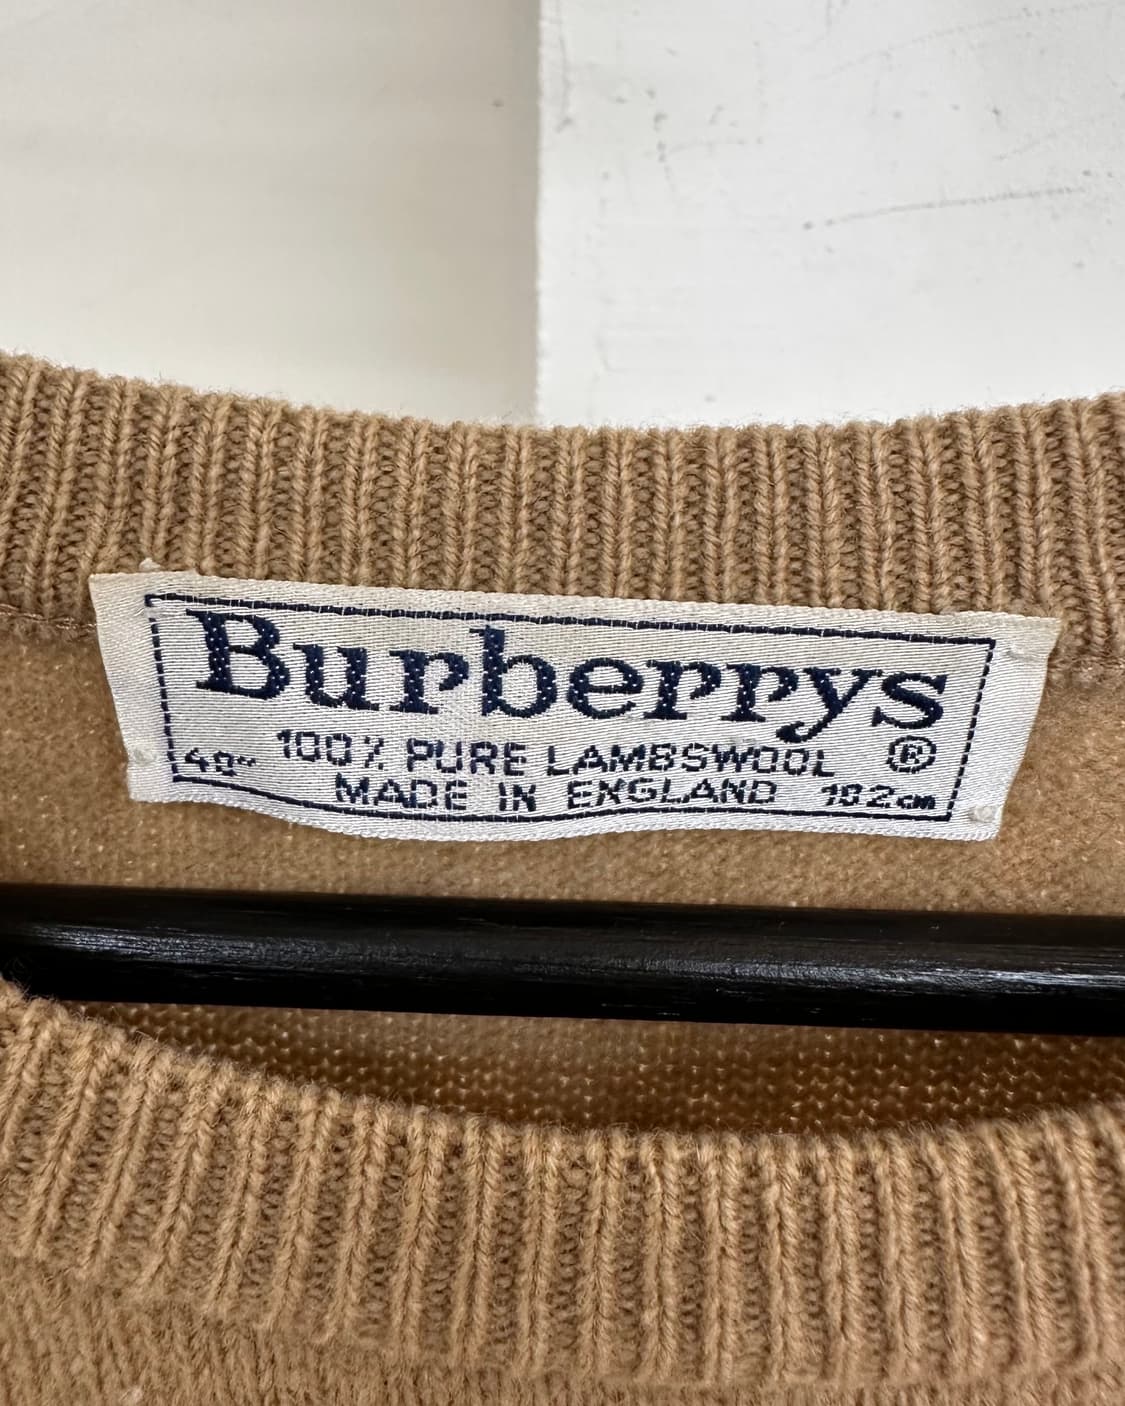 Burberrys
100% PURE LAMBSWOOL ®
40" MADE IN ENGLAND 102cm